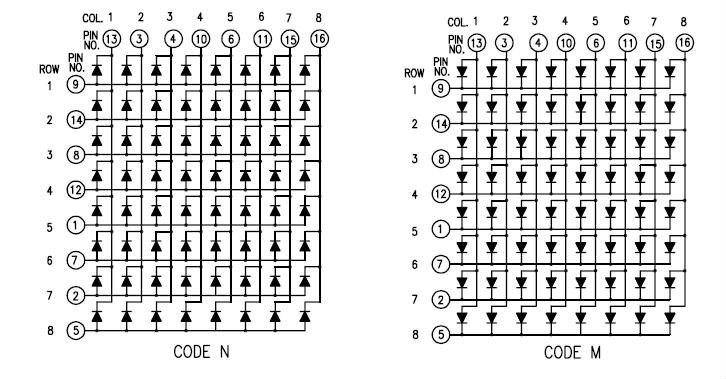 COL. 1 2 3 4 5 6 7 8
PIN NO. 13 3 4 10 6 11 15 16
PIN NO.
ROW
1 9
2 14
3 8
4 12
5 1
6 7
7 2
8 5
CODE N
COL. 1 2 3 4 5 6 7 8
PIN NO. 13 3 4 10 6 11 15 16
PIN NO.
ROW
1 9
2 14
3 8
4 12
5 1
6 7
7 2
8 5
CODE M